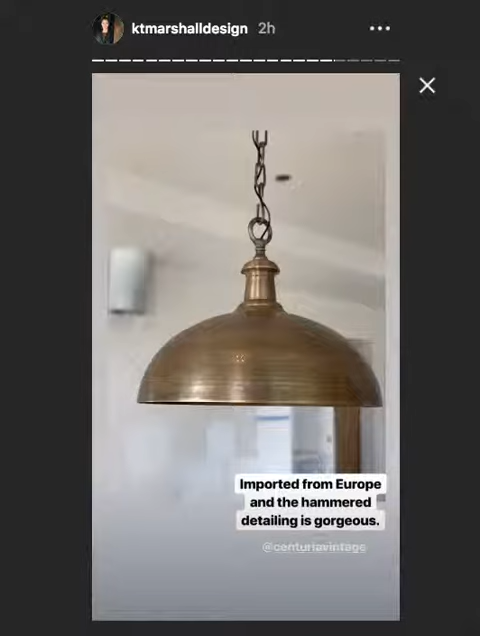 ktmarshalldesign 2h
Imported from Europe
and the hammered
detailing is gorgeous.
@centuriavintage